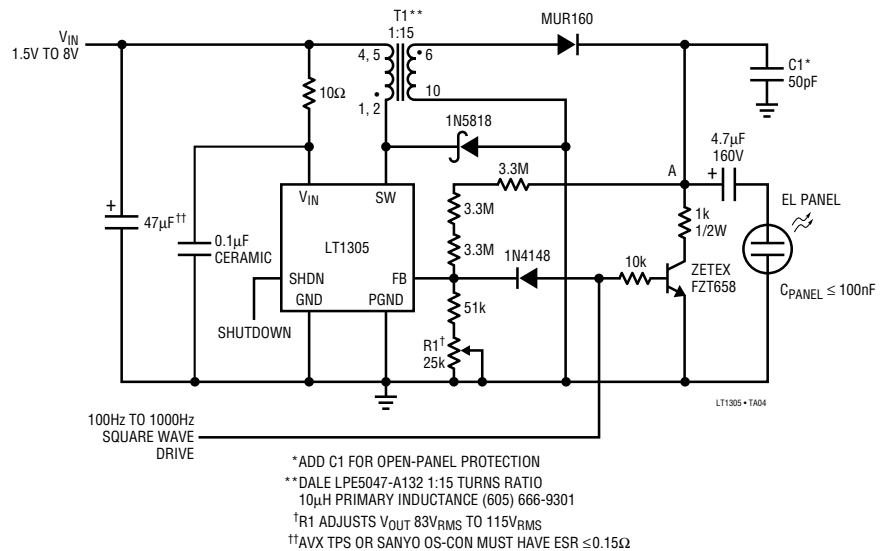 T1**
1:15
MUR160
VIN
1.5V TO 8V
4, 5
6
10Ω
1, 2
10
C1*
50pF
1N5818
4.7µF
160V
A
3.3M
+
EL PANEL
VIN
SW
3.3M
1k
1/2W
+
47µF††
0.1µF
CERAMIC
LT1305
3.3M
1N4148
10k
ZETEX
FZT658
SHDN
FB
GND
PGND
51k
CPANEL ≤ 100nF
SHUTDOWN
R1†
25k
LT1305 • TA04
100Hz TO 1000Hz
SQUARE WAVE
DRIVE
*ADD C1 FOR OPEN-PANEL PROTECTION
**DALE LPE5047-A132 1:15 TURNS RATIO
10µH PRIMARY INDUCTANCE (605) 666-9301
†R1 ADJUSTS VOUT 83VRMS TO 115VRMS
††AVX TPS OR SANYO OS-CON MUST HAVE ESR ≤0.15Ω